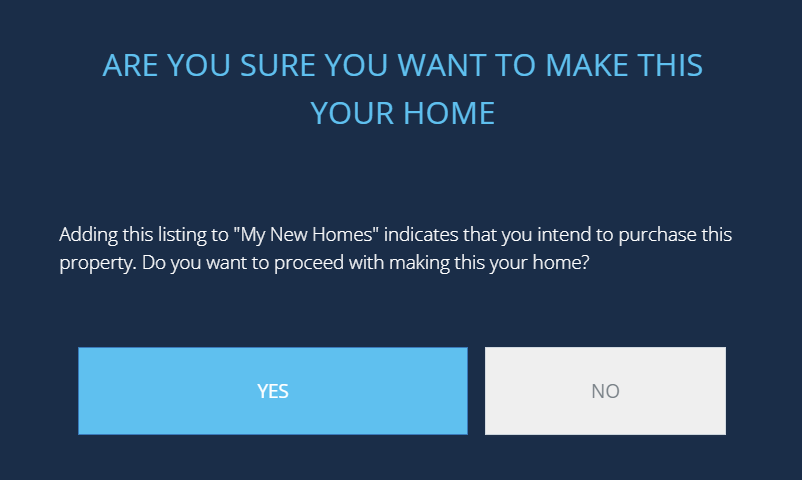 ARE YOU SURE YOU WANT TO MAKE THIS
YOUR HOME
Adding this listing to "My New Homes" indicates that you intend to purchase this
property. Do you want to proceed with making this your home?
YES
NO